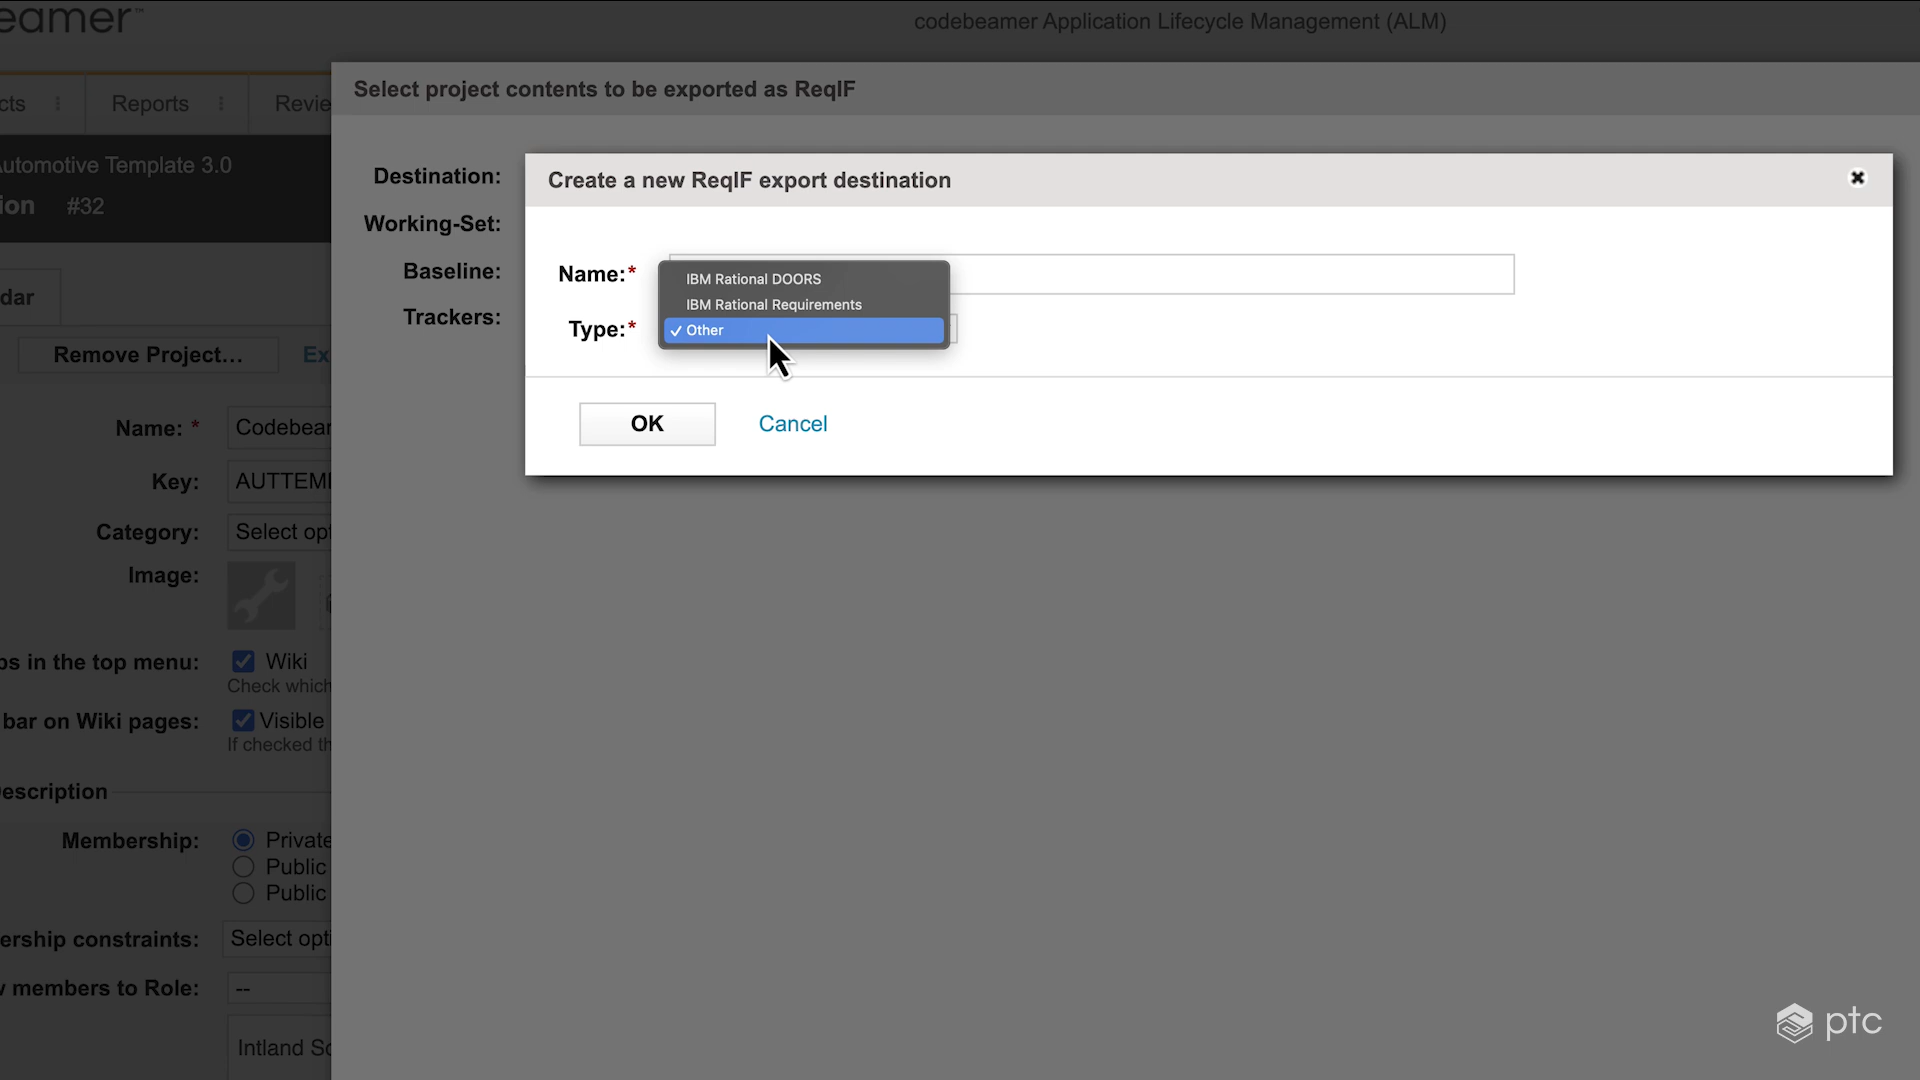 eamer™
codebeamer Application Lifecycle Management (ALM)
cts
Reports
Revie
Select project contents to be exported as ReqIF
utomotive Template 3.0
ion #32
Destination:
Working-Set:
Baseline:
Trackers:
Create a new ReqIF export destination
Name:*
IBM Rational DOORS
IBM Rational Requirements
Type:*
✓ Other
OK
Cancel
dar
Remove Project...
Ex
Name: *
Codebear
Key:
AUTTEM
Category:
Select opt
Image:
bs in the top menu:
Wiki
Check which
bar on Wiki pages:
Visible
If checked th
escription
Membership:
Private
Public
Public
ership constraints:
Select opti
w members to Role:
--
Intland So
ptc